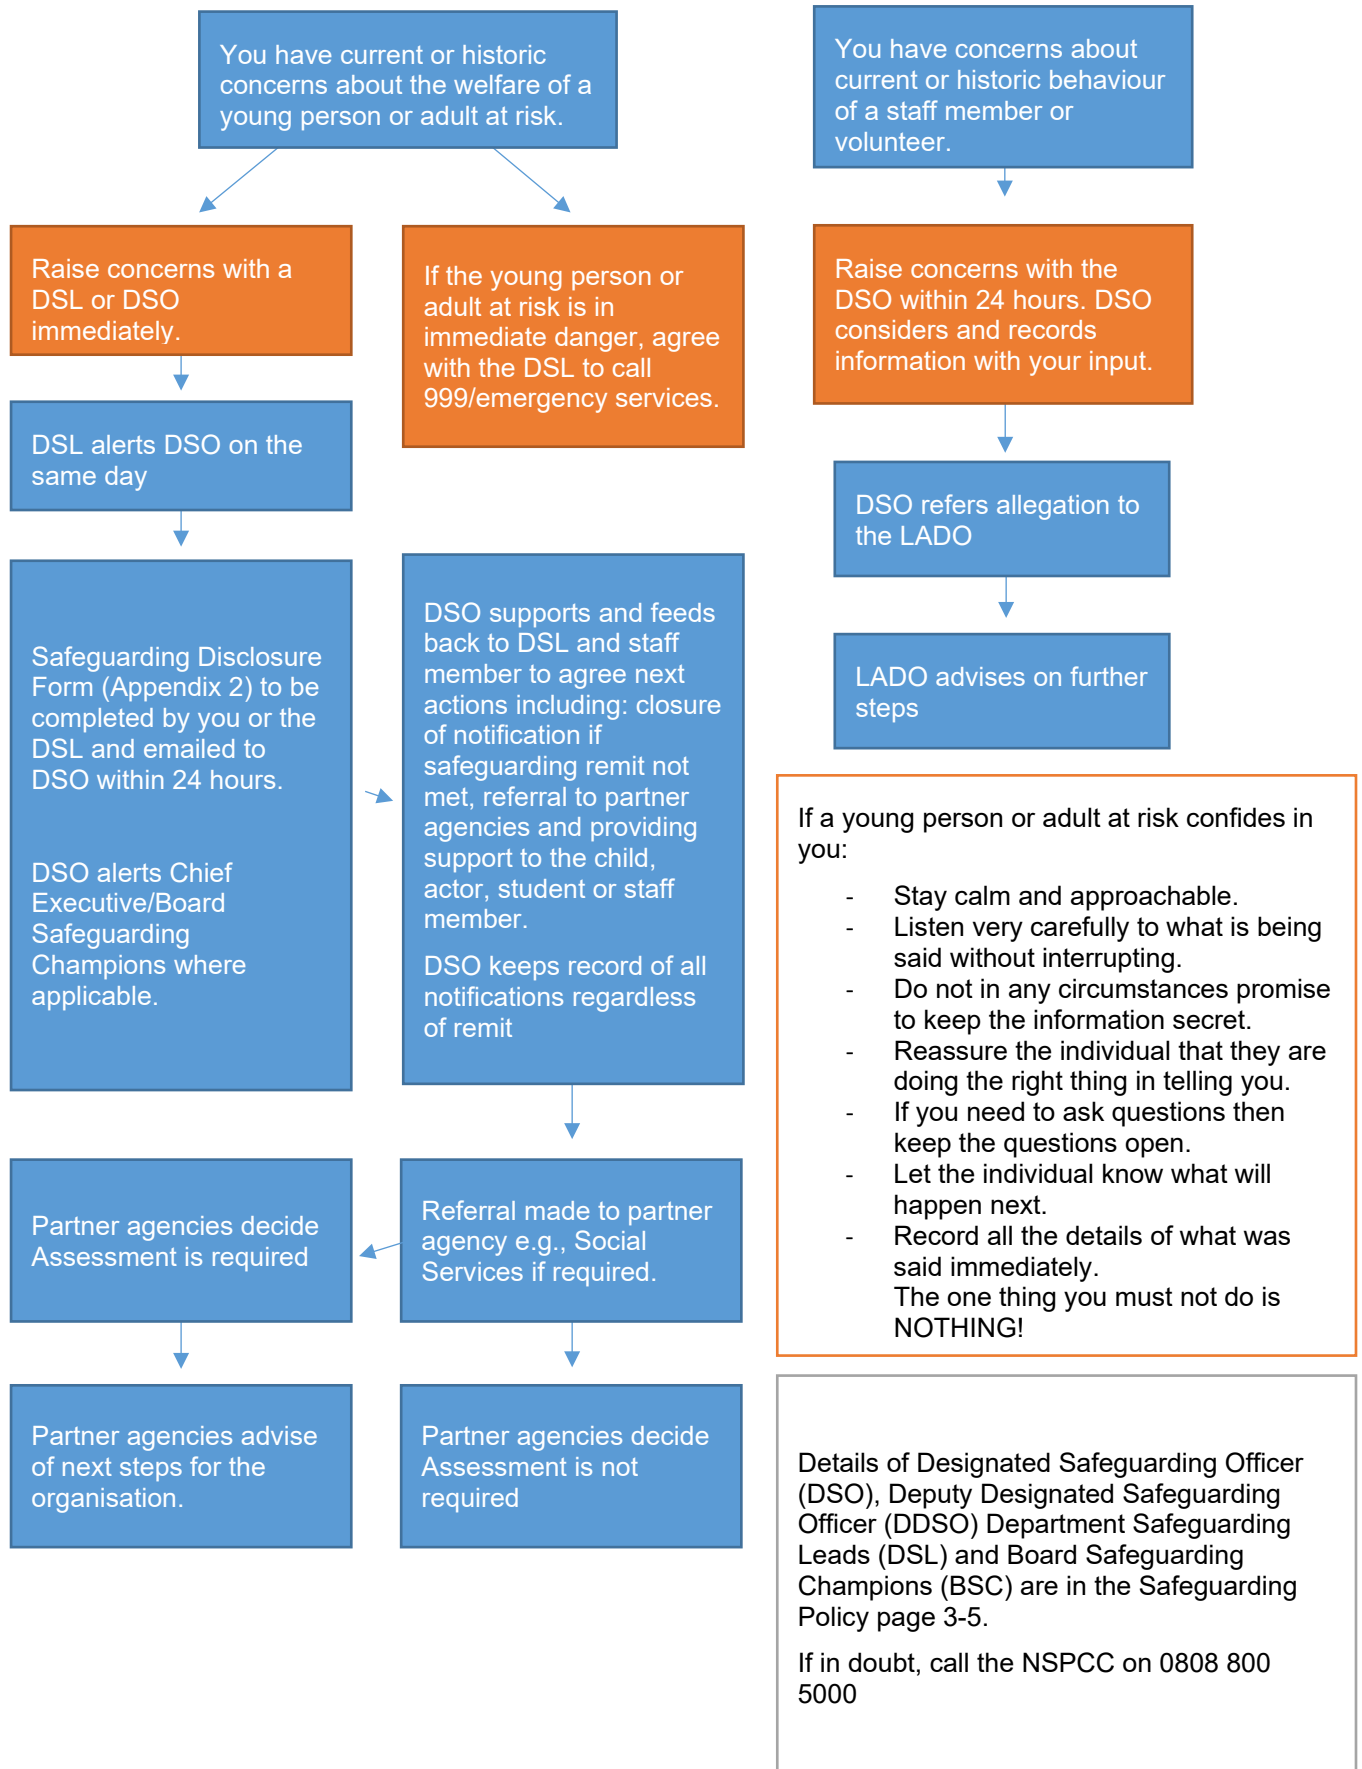 You have current or historic
concerns about the welfare of a
young person or adult at risk.
You have concerns about
current or historic behaviour
of a staff member or
volunteer.
Raise concerns with a
DSL or DSO
immediately.
If the young person or
adult at risk is in
immediate danger, agree
with the DSL to call
999/emergency services.
Raise concerns with the
DSO within 24 hours. DSO
considers and records
information with your input.
DSL alerts DSO on the
same day
DSO refers allegation to
the LADO
Safeguarding Disclosure
Form (Appendix 2) to be
completed by you or the
DSL and emailed to
DSO within 24 hours.
DSO alerts Chief
Executive/Board
Safeguarding
Champions where
applicable.
DSO supports and feeds
back to DSL and staff
member to agree next
actions including: closure
of notification if
safeguarding remit not
met, referral to partner
agencies and providing
support to the child,
actor, student or staff
member.
DSO keeps record of all
notifications regardless
of remit
LADO advises on further
steps
If a young person or adult at risk confides in
you:
- Stay calm and approachable.
- Listen very carefully to what is being
said without interrupting.
- Do not in any circumstances promise
to keep the information secret.
- Reassure the individual that they are
doing the right thing in telling you.
- If you need to ask questions then
keep the questions open.
- Let the individual know what will
happen next.
- Record all the details of what was
said immediately.
The one thing you must not do is
NOTHING!
Partner agencies decide
Assessment is required
Referral made to partner
agency e.g., Social
Services if required.
Partner agencies advise
of next steps for the
organisation.
Partner agencies decide
Assessment is not
required
Details of Designated Safeguarding Officer
(DSO), Deputy Designated Safeguarding
Officer (DDSO) Department Safeguarding
Leads (DSL) and Board Safeguarding
Champions (BSC) are in the Safeguarding
Policy page 3-5.
If in doubt, call the NSPCC on 0808 800
5000